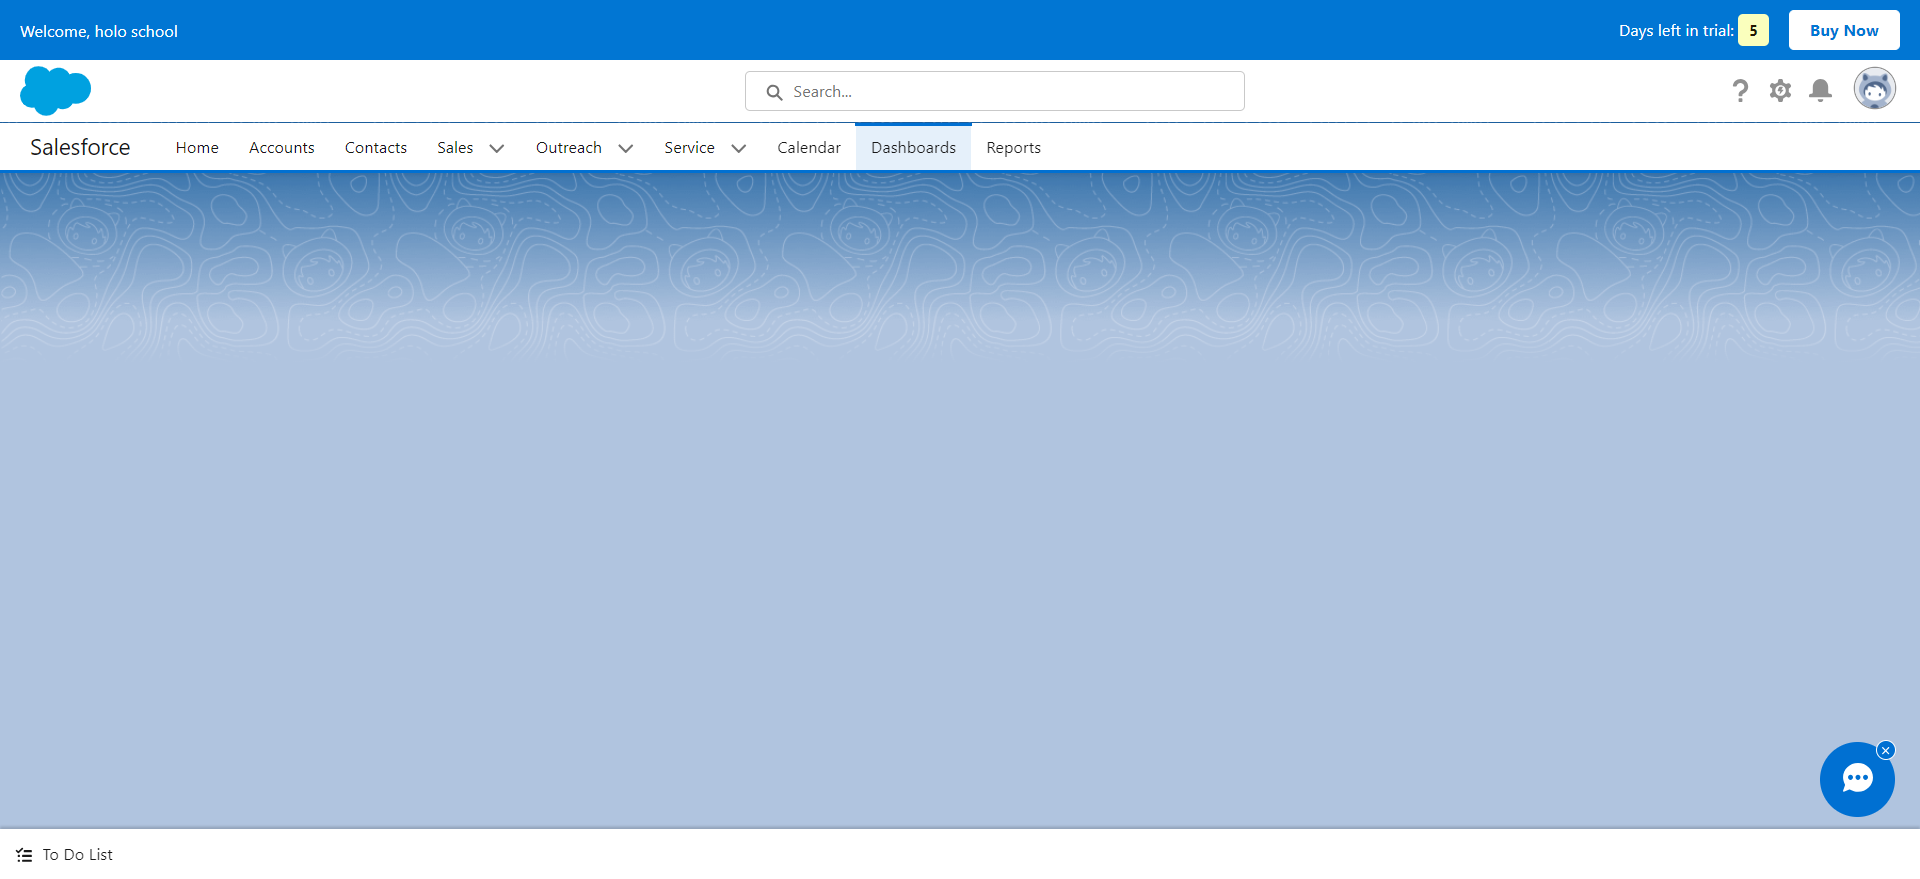 Welcome, holo school
Days left in trial: 5
Buy Now
Search...
Salesforce
Home
Accounts
Contacts
Sales
Outreach
Service
Calendar
Dashboards
Reports
To Do List